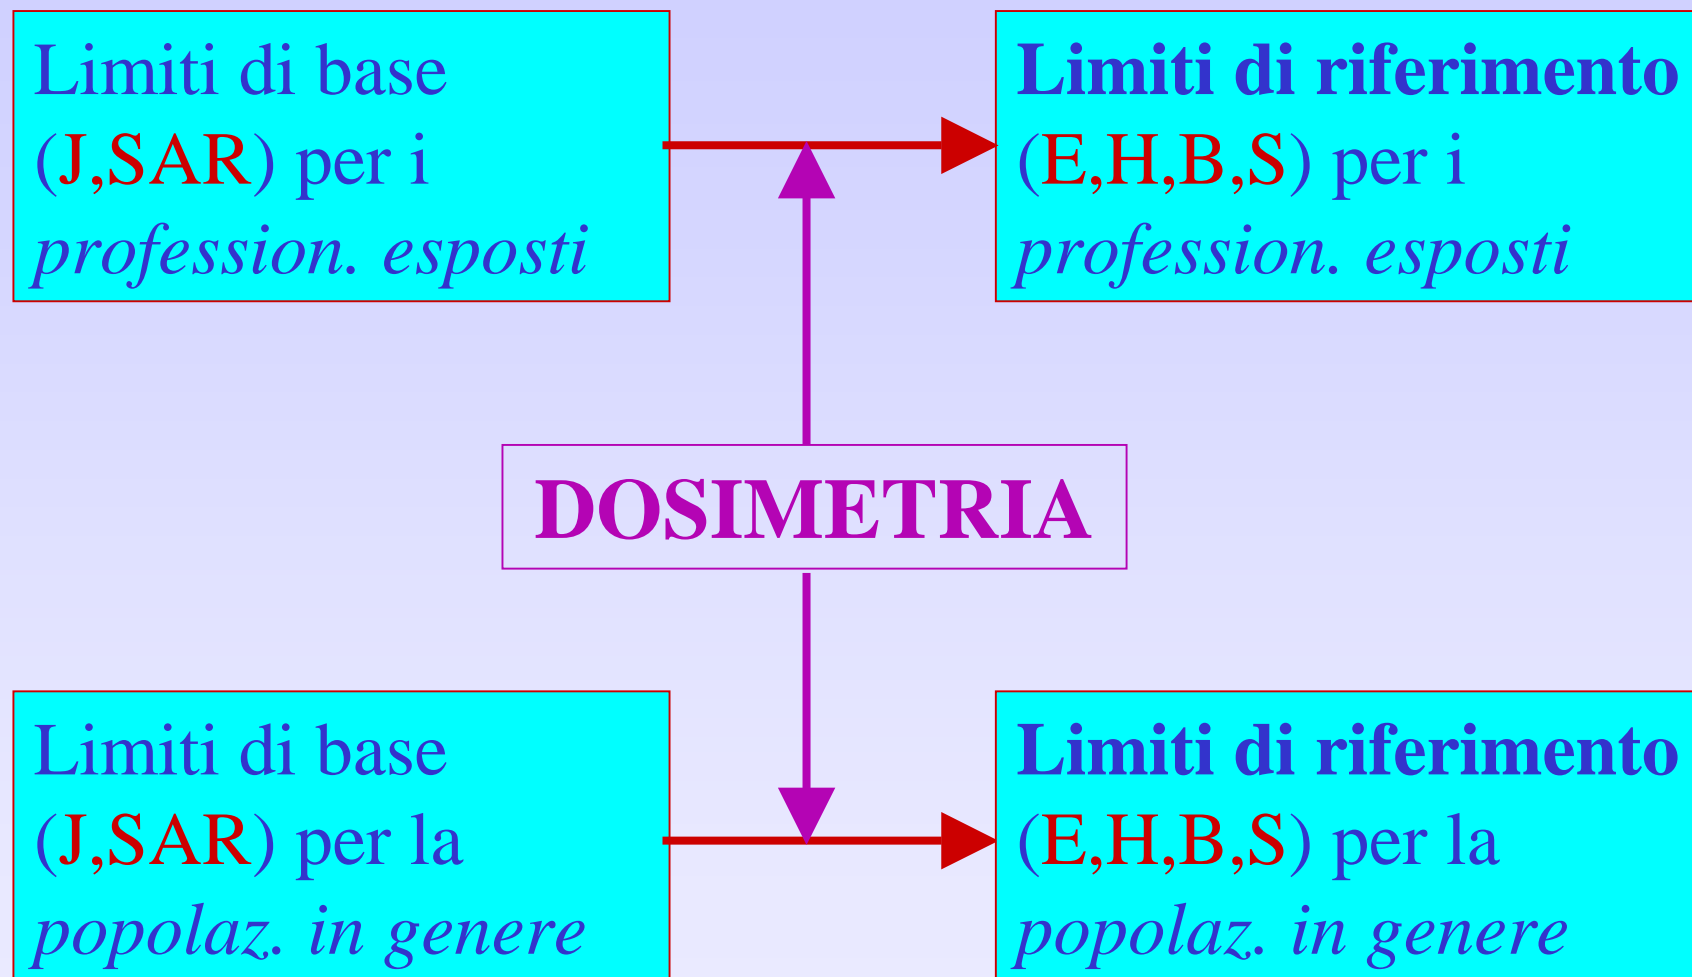 Limiti di base
(J,SAR) per i
profession. esposti
Limiti di riferimento
(E,H,B,S) per i
profession. esposti
DOSIMETRIA
Limiti di base
(J,SAR) per la
popolaz. in genere
Limiti di riferimento
(E,H,B,S) per la
popolaz. in genere